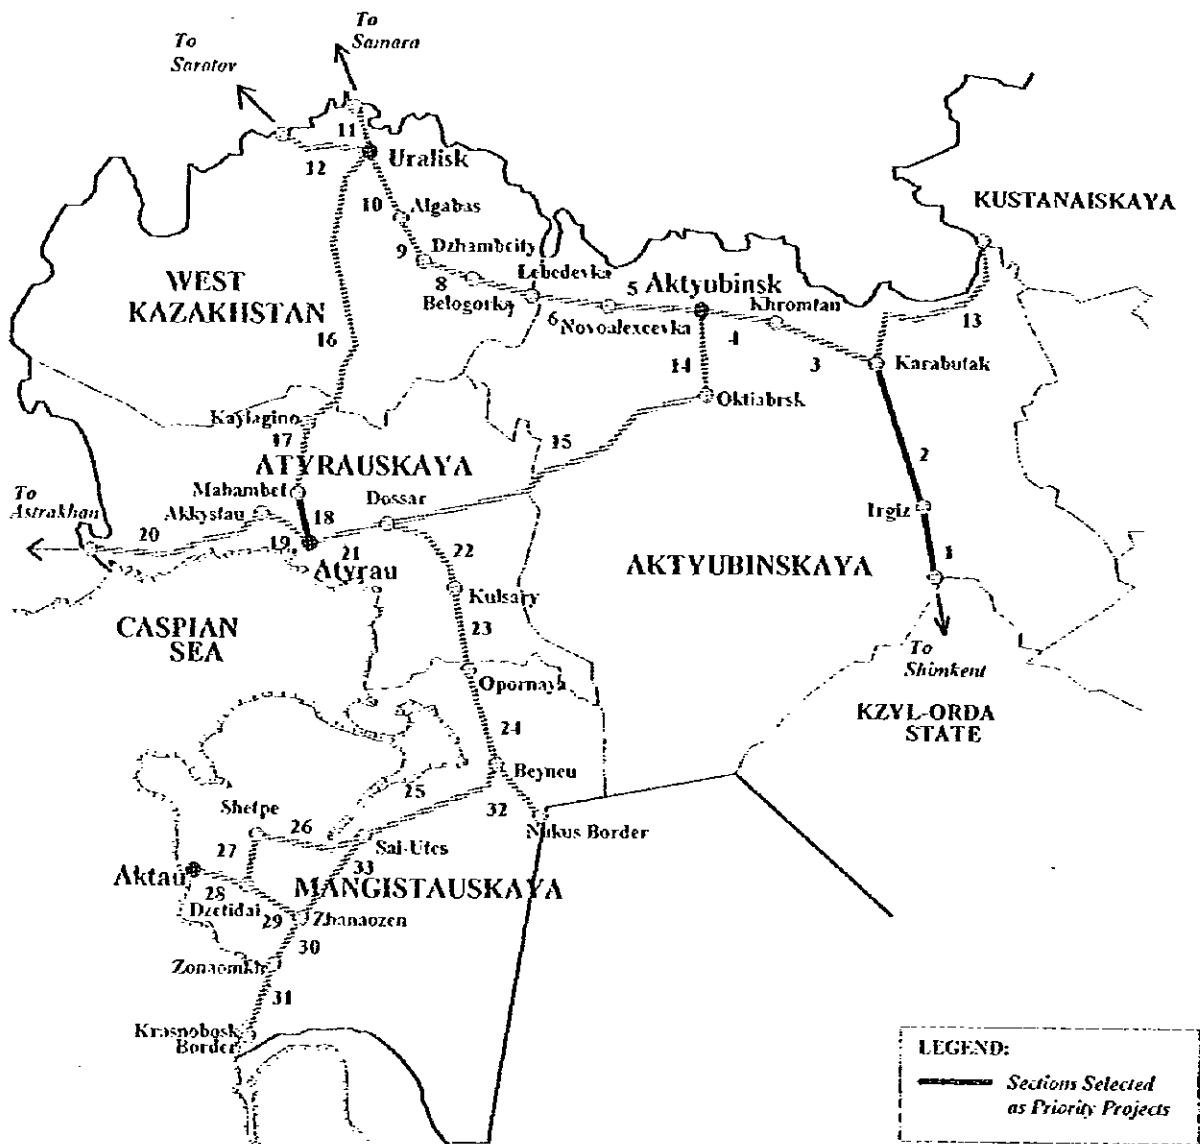 To
Samara
To
Saratov
11
12
Uralisk
KUSTANAISKAYA
10
Algabas
9
Dzhambeity
WEST
KAZAKHSTAN
8
Lebedevka
Belogorka
7
5
Aktyubinsk
6
Novoalexeevka
Khromtau
4
13
16
3
Karabutak
14
Oktiabrsk
Kaylagino
17
15
2
ATYRAUSKAYA
To
Astrakhan
Mahambet
Akkystau
Dossar
18
Irgiz
20
19
21
Atyrau
22
AKTYUBINSKAYA
1
Kulsary
23
CASPIAN
SEA
To
Shimkent
Opornaya
KZYL-ORDA
STATE
24
Beyneu
25
32
Shetpe
26
Nukus Border
27
Sai-Utes
33
Aktau
28
MANGISTAUSKAYA
Dzetidai
29
Zhanaozen
30
31
Krasnobosk
Border
LEGEND:
Sections Selected
as Priority Projects